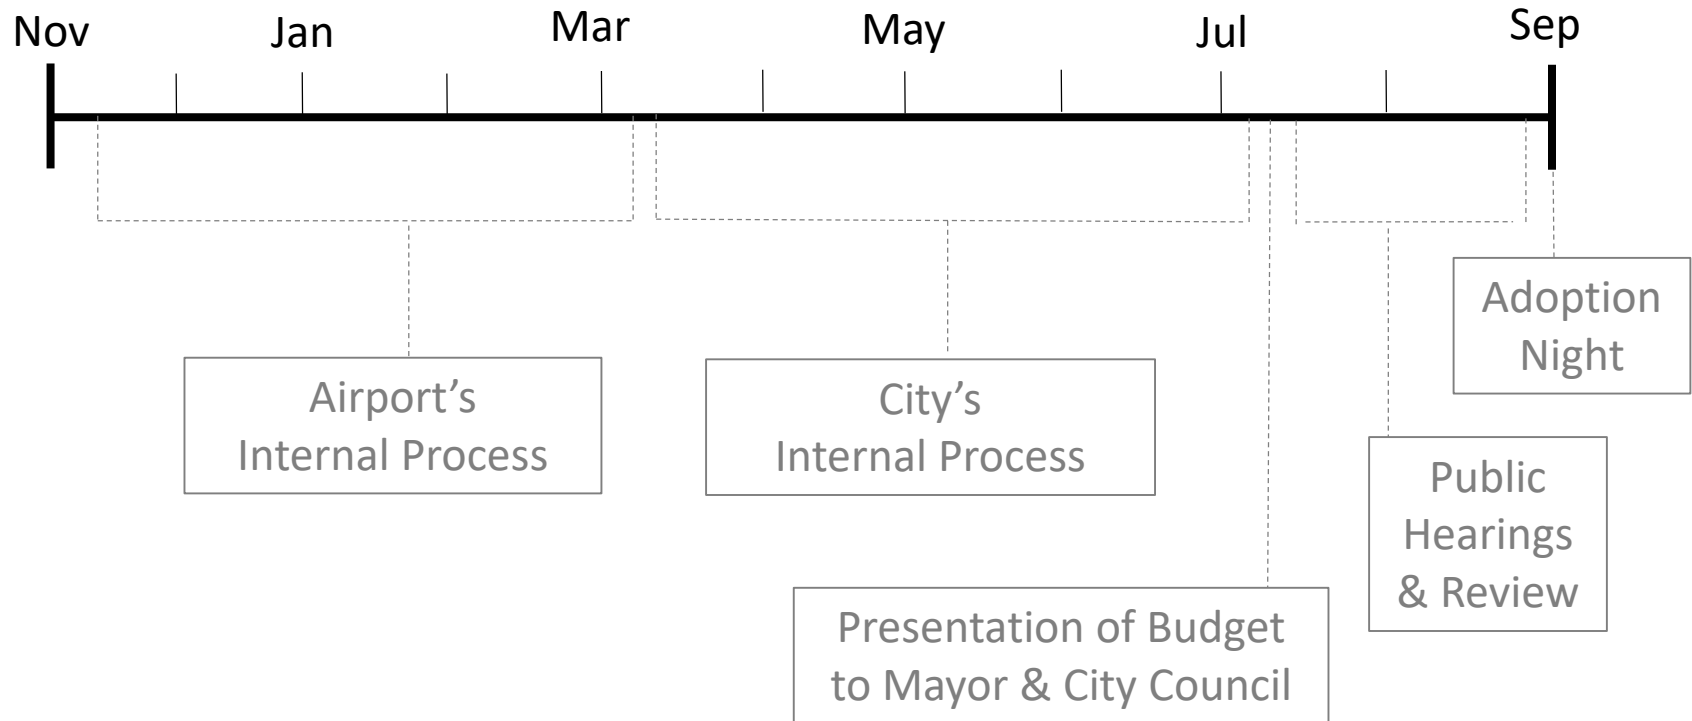 Nov Jan Mar May Jul Sep
Adoption
Night
Airport's
Internal Process
City's
Internal Process
Public
Hearings
& Review
Presentation of Budget
to Mayor & City Council